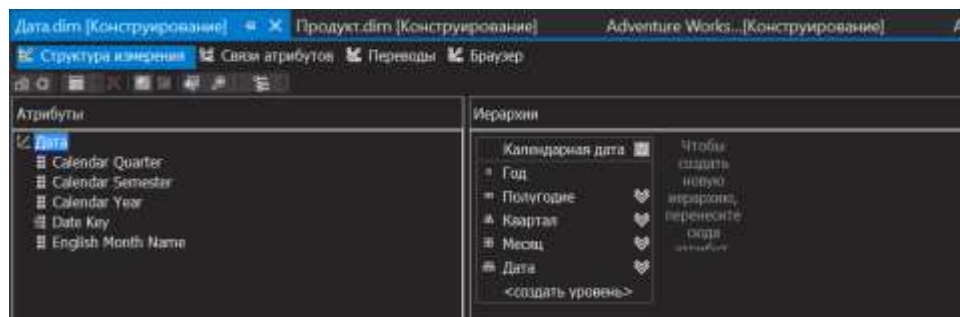 Дата.dim [Конструирование]
Продукт.dim [Конструирование]
Adventure Works...[Конструирование]
Структура измерения
Связи атрибутов
Переводы
Браузер
Атрибуты
Дата
Calendar Quarter
Calendar Semester
Calendar Year
Date Key
English Month Name
Иерархии
Календарная дата
Год
Полугодие
Квартал
Месяц
Дата
<создать уровень>
Чтобы
создать
новую
иерархию,
перенесите
сюда